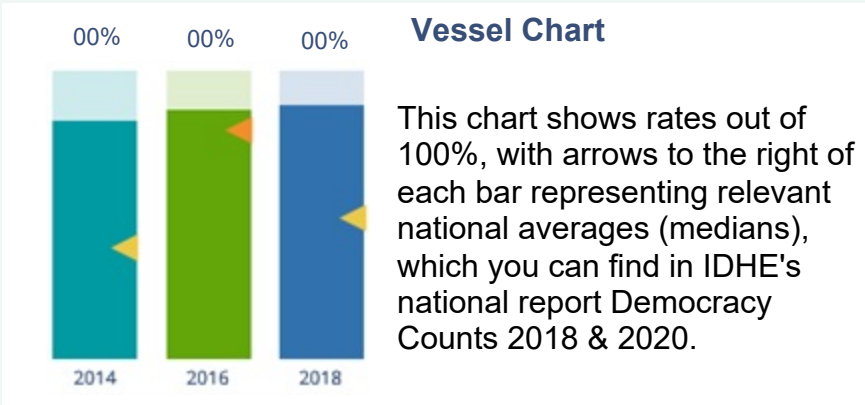 00%
00%
00%
Vessel Chart
This chart shows rates out of
100%, with arrows to the right of
each bar representing relevant
national averages (medians),
which you can find in IDHE's
national report Democracy
Counts 2018 & 2020.
2014
2016
2018